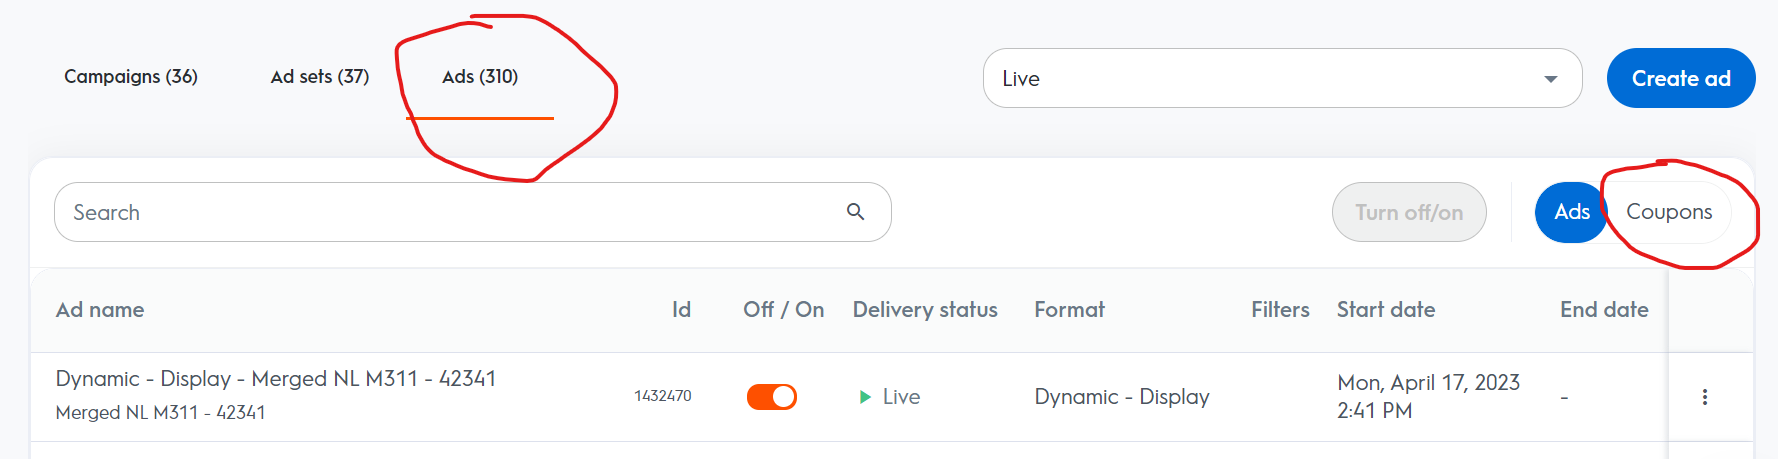 Campaigns (36) Ad sets (37) Ads (310) Live Create ad
Search Turn off/on Ads Coupons
Ad name Id Off / On Delivery status Format Filters Start date End date
Dynamic - Display - Merged NL M311 - 42341
Merged NL M311 - 42341
1432470 Live Dynamic - Display Mon, April 17, 2023 -
2:41 PM